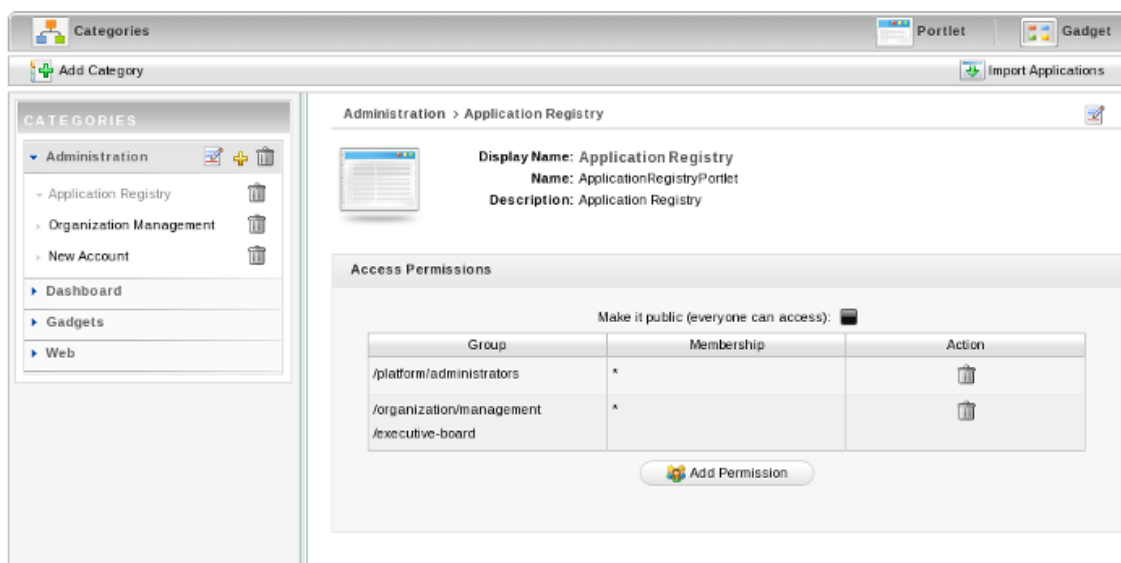 Categories
Portlet
Gadget
Add Category
Import Applications
CATEGORIES
Administration
Application Registry
Organization Management
New Account
Dashboard
Gadgets
Web
Administration > Application Registry
Display Name: Application Registry
Name: ApplicationRegistryPortlet
Description: Application Registry
Access Permissions
Make it public (everyone can access):
Group Membership Action
/platform/administrators *
/organization/management *
/executive-board
Add Permission